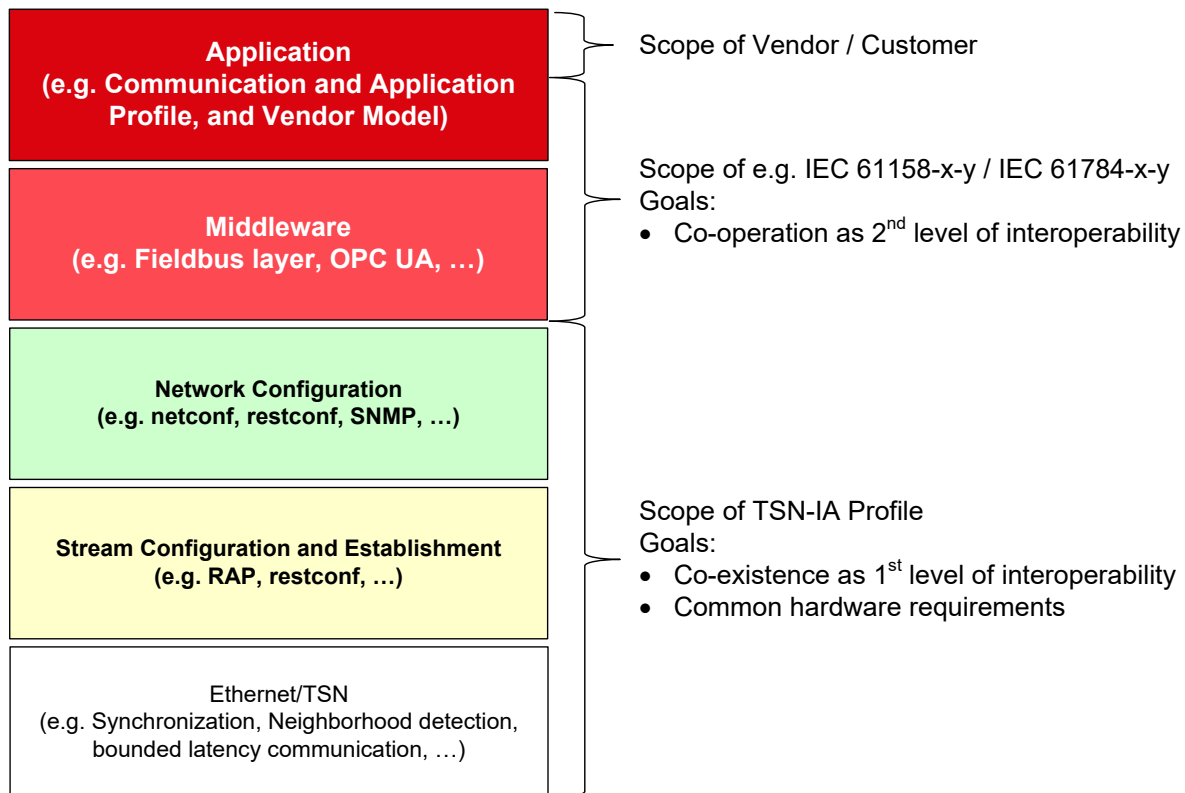 Application
(e.g. Communication and Application
Profile, and Vendor Model)
Scope of Vendor / Customer
Middleware
(e.g. Fieldbus layer, OPC UA, …)
Scope of e.g. IEC 61158-x-y / IEC 61784-x-y
Goals:
• Co-operation as 2nd level of interoperability
Network Configuration
(e.g. netconf, restconf, SNMP, …)
Stream Configuration and Establishment
(e.g. RAP, restconf, …)
Ethernet/TSN
(e.g. Synchronization, Neighborhood detection,
bounded latency communication, …)
Scope of TSN-IA Profile
Goals:
• Co-existence as 1st level of interoperability
• Common hardware requirements